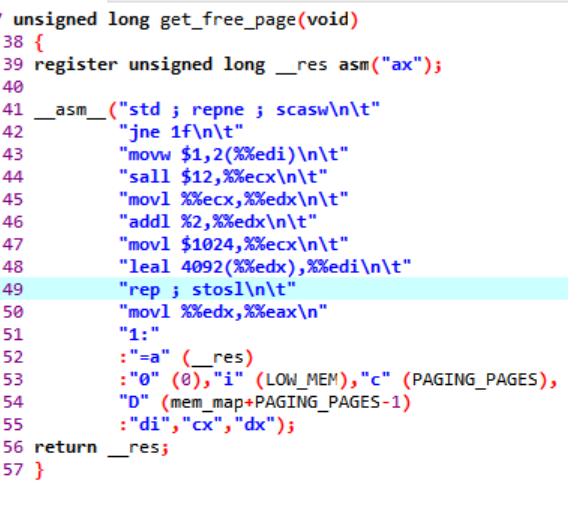 unsigned long get_free_page(void)
38 {
39 register unsigned long __res asm("ax");
40
41 __asm__("std ; repne ; scasw\n\t"
42 "jne 1f\n\t"
43 "movw $1,2(%%edi)\n\t"
44 "sall $12,%%ecx\n\t"
45 "movl %%ecx,%%edx\n\t"
46 "addl %2,%%edx\n\t"
47 "movl $1024,%%ecx\n\t"
48 "leal 4092(%%edx),%%edi\n\t"
49 "rep ; stosl\n\t"
50 "movl %%edx,%%eax\n"
51 "1:"
52 :"=a" (__res)
53 :"0" (0),"i" (LOW_MEM),"c" (PAGING_PAGES),
54 "D" (mem_map+PAGING_PAGES-1)
55 :"di","cx","dx");
56 return __res;
57 }